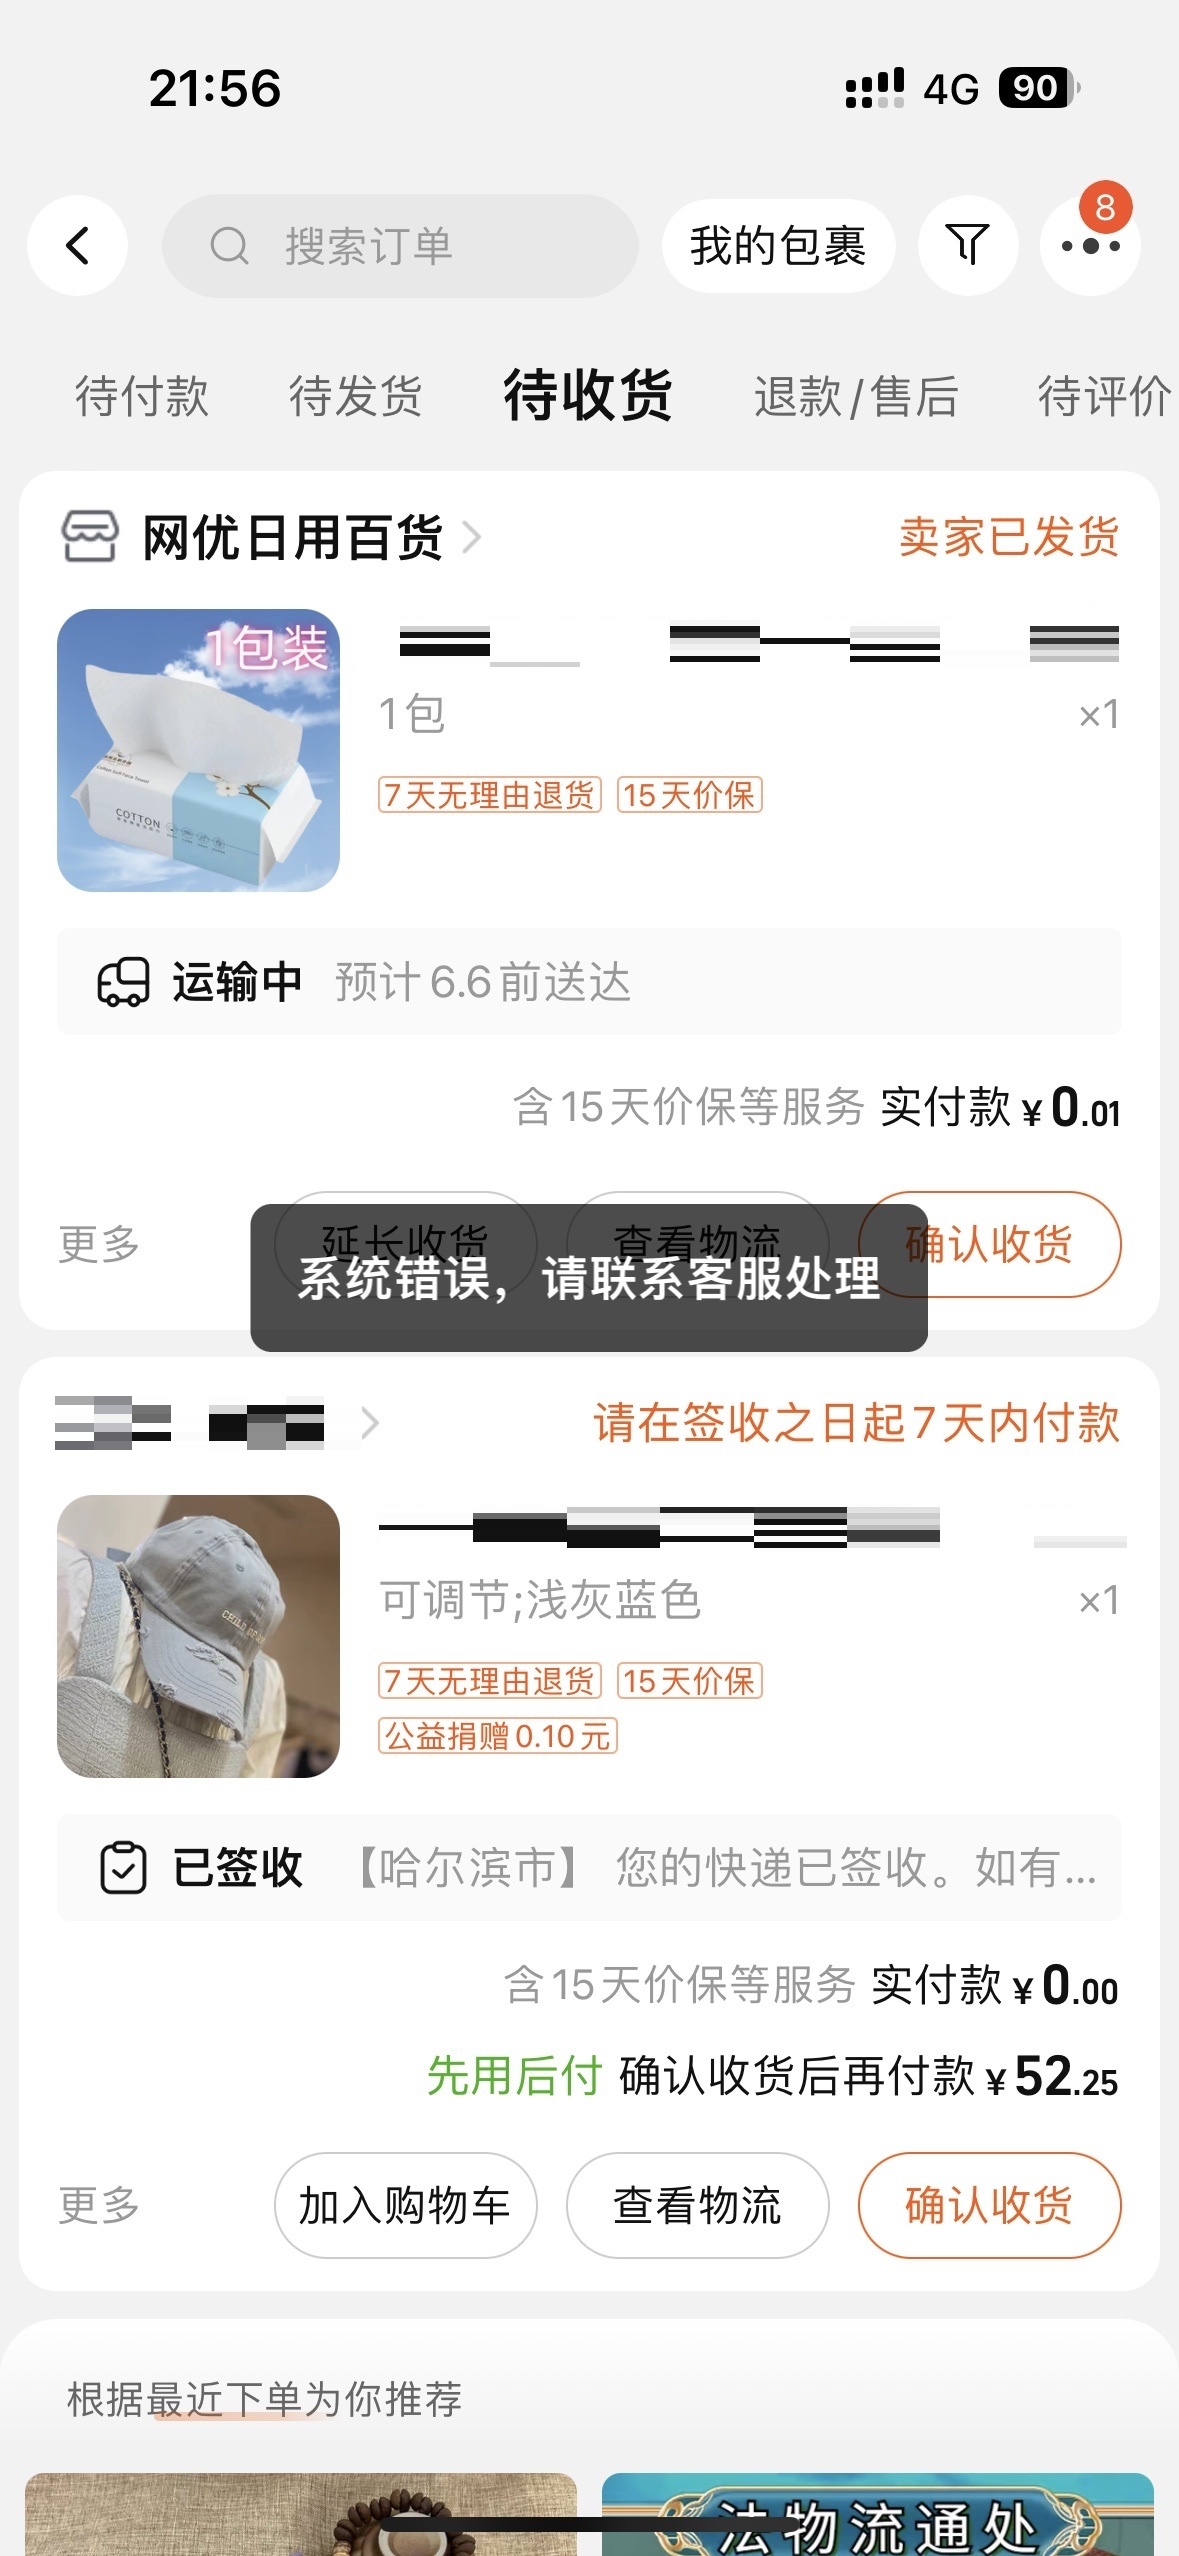 21:56
4G 90
搜索订单 我的包裹 8
待付款 待发货 待收货 退款/售后 待评价
网优日用百货 卖家已发货
1包装
COTTON
1包 ×1
7天无理由退货 15天价保
运输中 预计6.6前送达
含15天价保等服务 实付款 ¥0.01
更多 延长收货 查看物流 确认收货
系统错误，请联系客服处理
请在签收之日起7天内付款
可调节;浅灰蓝色 ×1
7天无理由退货 15天价保
公益捐赠0.10元
已签收 【哈尔滨市】 您的快递已签收。如有...
含15天价保等服务 实付款 ¥0.00
先用后付 确认收货后再付款 ¥52.25
更多 加入购物车 查看物流 确认收货
根据最近下单为你推荐
法物流通处